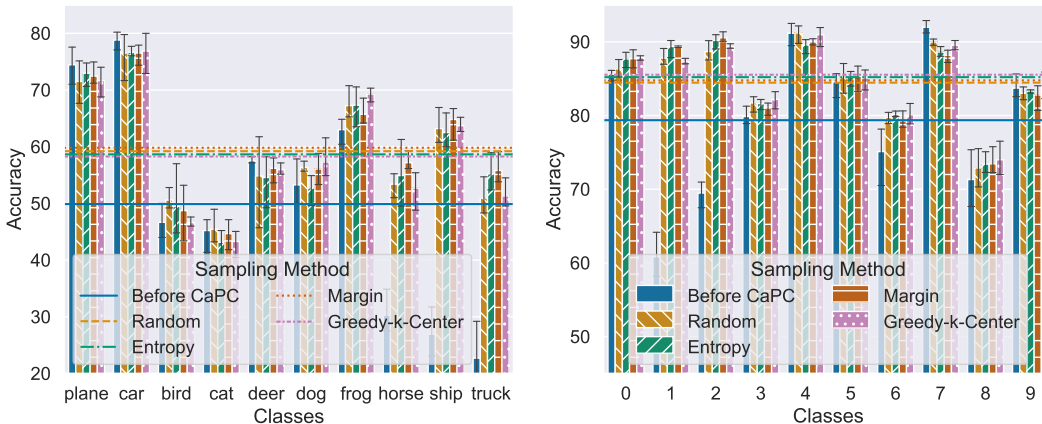 80
70
60
50
40
30
20
Accuracy
Sampling Method
Before CaPC
Random
Entropy
Margin
Greedy-k-Center
plane car bird cat deer dog frog horse ship truck
Classes
90
80
70
60
50
Accuracy
Sampling Method
Before CaPC
Random
Entropy
Margin
Greedy-k-Center
0 1 2 3 4 5 6 7 8 9
Classes